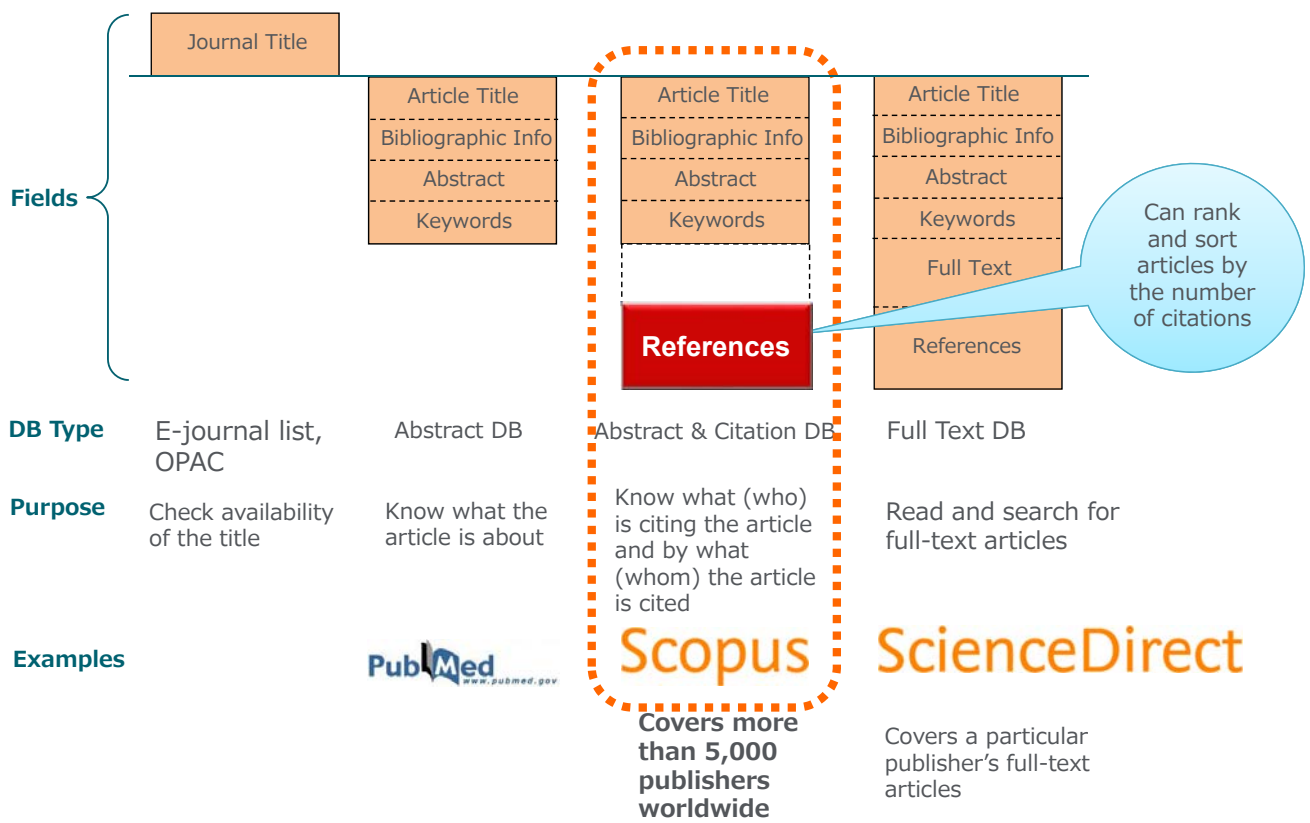 Journal Title
Fields
Article Title
Bibliographic Info
Abstract
Keywords
Article Title
Bibliographic Info
Abstract
Keywords
References
Article Title
Bibliographic Info
Abstract
Keywords
Full Text
References
Can rank
and sort
articles by
the number
of citations
DB Type
E-journal list,
OPAC
Abstract DB
Abstract & Citation DB
Full Text DB
Purpose
Check availability
of the title
Know what the
article is about
Know what (who)
is citing the article
and by what
(whom) the article
is cited
Read and search for
full-text articles
Examples
PubMed
www.pubmed.gov
Scopus
ScienceDirect
Covers more
than 5,000
publishers
worldwide
Covers a particular
publisher’s full-text
articles